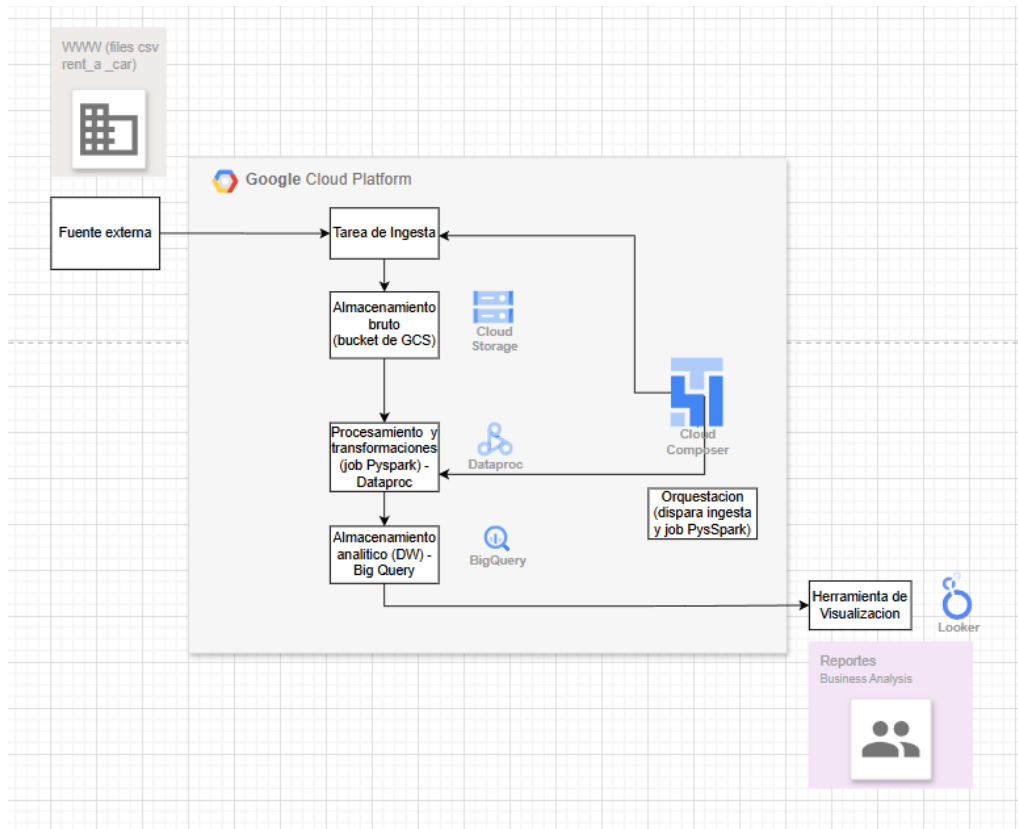 WWW (files csv
rent_a _car)
Fuente externa
Google Cloud Platform
Tarea de Ingesta
Almacenamiento
bruto
(bucket de GCS)
Cloud
Storage
Procesamiento y
transformaciones
(job Pyspark) -
Dataproc
Dataproc
Cloud
Composer
Orquestacion
(dispara ingesta
y job PysSpark)
Almacenamiento
analitico (DW) -
Big Query
BigQuery
Herramienta de
Visualizacion
Looker
Reportes
Business Analysis